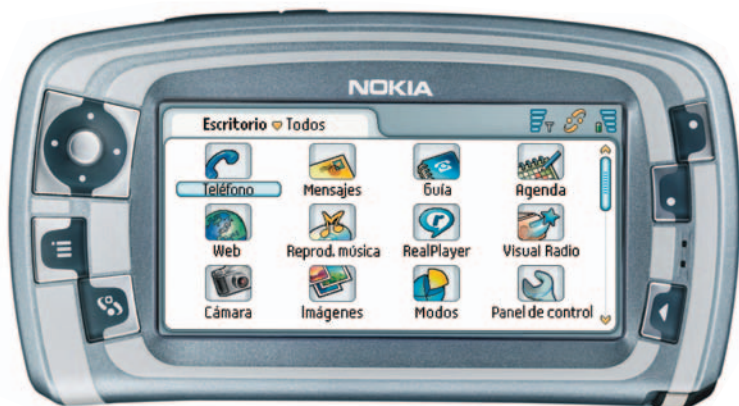 NOKIA
Escritorio Todos
Teléfono Mensajes Guía Agenda
Web Reprod. música RealPlayer Visual Radio
Cámara Imágenes Modos Panel de control